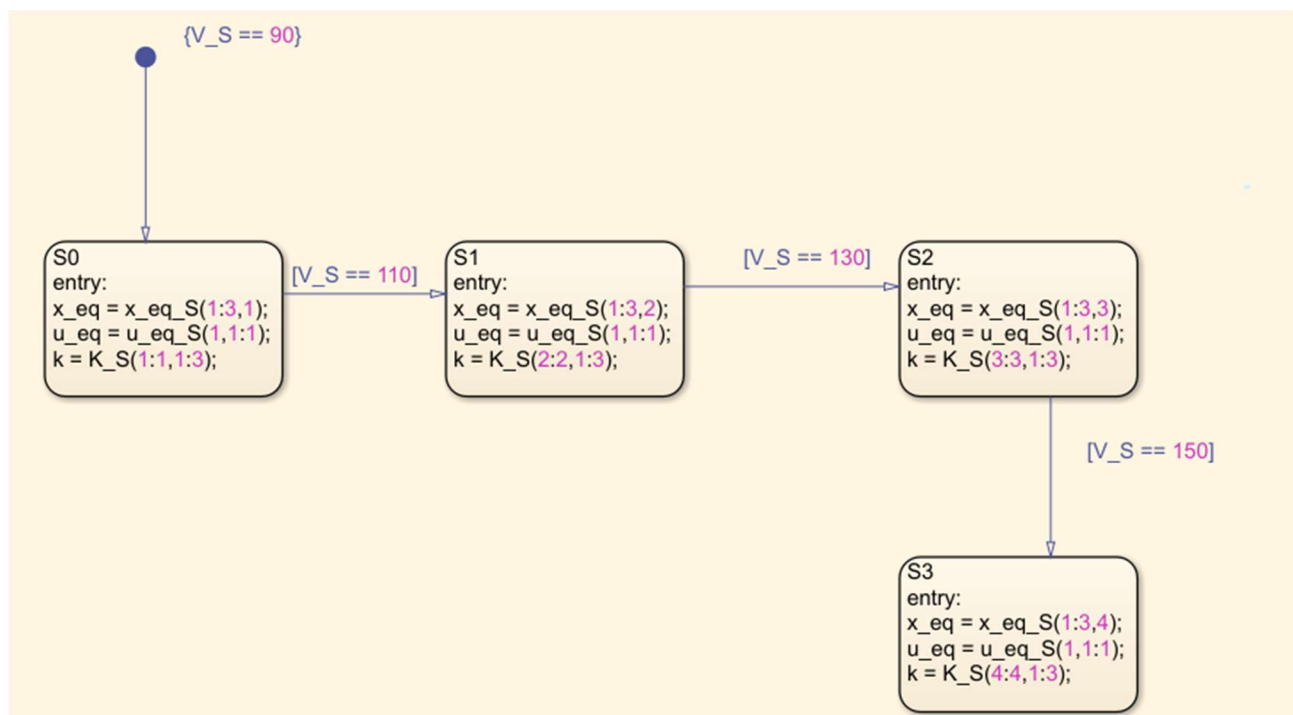 {V_S == 90}
S0
entry:
x_eq = x_eq_S(1:3,1);
u_eq = u_eq_S(1,1:1);
k = K_S(1:1,1:3);
[V_S == 110]
S1
entry:
x_eq = x_eq_S(1:3,2);
u_eq = u_eq_S(1,1:1);
k = K_S(2:2,1:3);
[V_S == 130]
S2
entry:
x_eq = x_eq_S(1:3,3);
u_eq = u_eq_S(1,1:1);
k = K_S(3:3,1:3);
[V_S == 150]
S3
entry:
x_eq = x_eq_S(1:3,4);
u_eq = u_eq_S(1,1:1);
k = K_S(4:4,1:3);